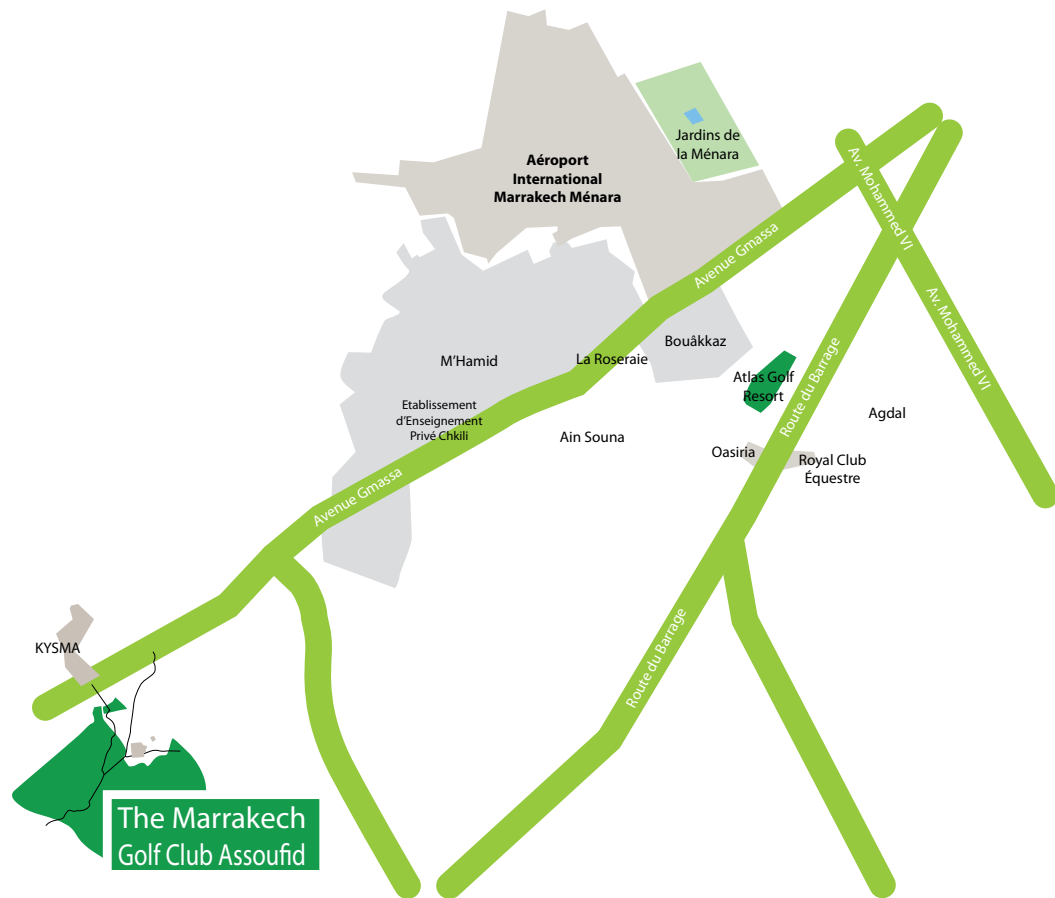 Jardins de
la Ménara
Aéroport
International
Marrakech Ménara
Av. Mohammed VI
Avenue Gmassa
Av. Mohammed VI
Bouâkkaz
La Roseraie
M'Hamid
Atlas Golf
Resort
Route du Barrage
Etablissement
d'Enseignement
Privé Chkili
Agdal
Ain Souna
Oasiria
Royal Club
Équestre
Avenue Gmassa
KYSMA
Route du Barrage
The Marrakech
Golf Club Assoufid